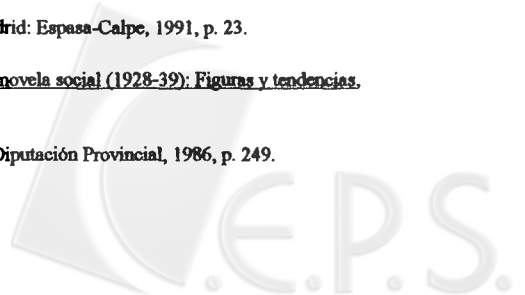 drid: Espasa-Calpe, 1991, p. 23.
novela social (1928-39): Figuras y tendencias,
Diputación Provincial, 1986, p. 249.
C.E.P.S.